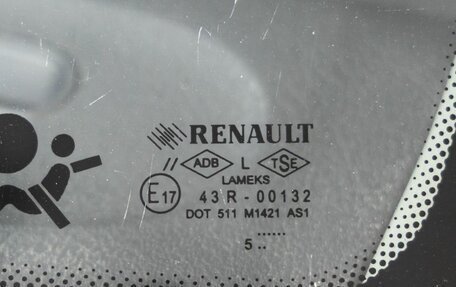 RENAULT
// ADB L TSE
LAMEKS
E17 43R-00132
DOT 511 M1421 AS1
......
5 ..